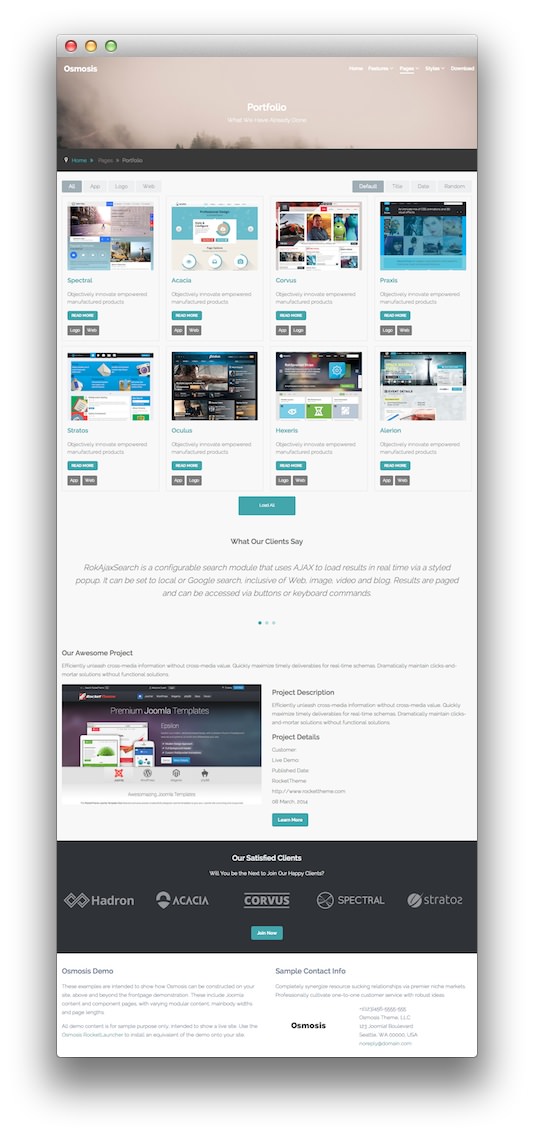 Osmosis
Home Features Pages Styles Download
Portfolio
What We Have Already Done
Home » Pages » Portfolio
All App Logo Web
Default Title Date Random
Spectral
Objectively innovate empowered
manufactured products
READ MORE
Logo Web
Acacia
Objectively innovate empowered
manufactured products
READ MORE
App Web
Corvus
Objectively innovate empowered
manufactured products
READ MORE
App Logo
Praxis
Objectively innovate empowered
manufactured products
READ MORE
Logo Web
Stratos
Objectively innovate empowered
manufactured products
READ MORE
App Web
Oculus
Objectively innovate empowered
manufactured products
READ MORE
App Logo
Hexeris
Objectively innovate empowered
manufactured products
READ MORE
Logo Web
Alerion
Objectively innovate empowered
manufactured products
READ MORE
App Web
Load All
What Our Clients Say
RokAjaxSearch is a configurable search module that uses AJAX to load results in real time via a styled
popup. It can be set to local or Google search, inclusive of Web, image, video and blog. Results are paged
and can be accessed via buttons or keyboard commands.
Our Awesome Project
Efficiently unleash cross-media information without cross-media value. Quickly maximise timely deliverables for real-time schemas. Dramatically maintain clicks-and-
mortar solutions without functional solutions.
RocketTheme
Premium Joomla Templates
Epsilon
Awesomazing Joomla Templates
Project Description
Efficiently unleash cross-media information without cross-media value. Quickly
maximise timely deliverables for real-time schemas. Dramatically maintain clicks-
and-mortar solutions without functional solutions.
Project Details
Customer:
Live Demo:
Published Date:
RocketTheme
http://www.rockettheme.com
08 March, 2014
Learn More
Our Satisfied Clients
Will You be the Next to Join Our Happy Clients?
Hadron
ACACIA
CORVUS
SPECTRAL
stratos
Join Now
Osmosis Demo
These examples are intended to show how Osmosis can be constructed on your
site, above and beyond the frontpage demonstration. These include Joomla
content and component pages, with varying modular content, mainbody widths
and page lengths.
All demo content is for sample purpose only, intended to show a live site. Use the
Osmosis RocketLauncher to install an equivalent of the demo onto your site.
Sample Contact Info
Completely synergize resource sucking relationships via premier niche markets.
Professionally cultivate one-to-one customer service with robust ideas.
Osmosis
+1(123)456-5555-555
Osmosis Theme, LLC
123 Joomla! Boulevard
Seattle, WA 00000, USA
noreply@domain.com